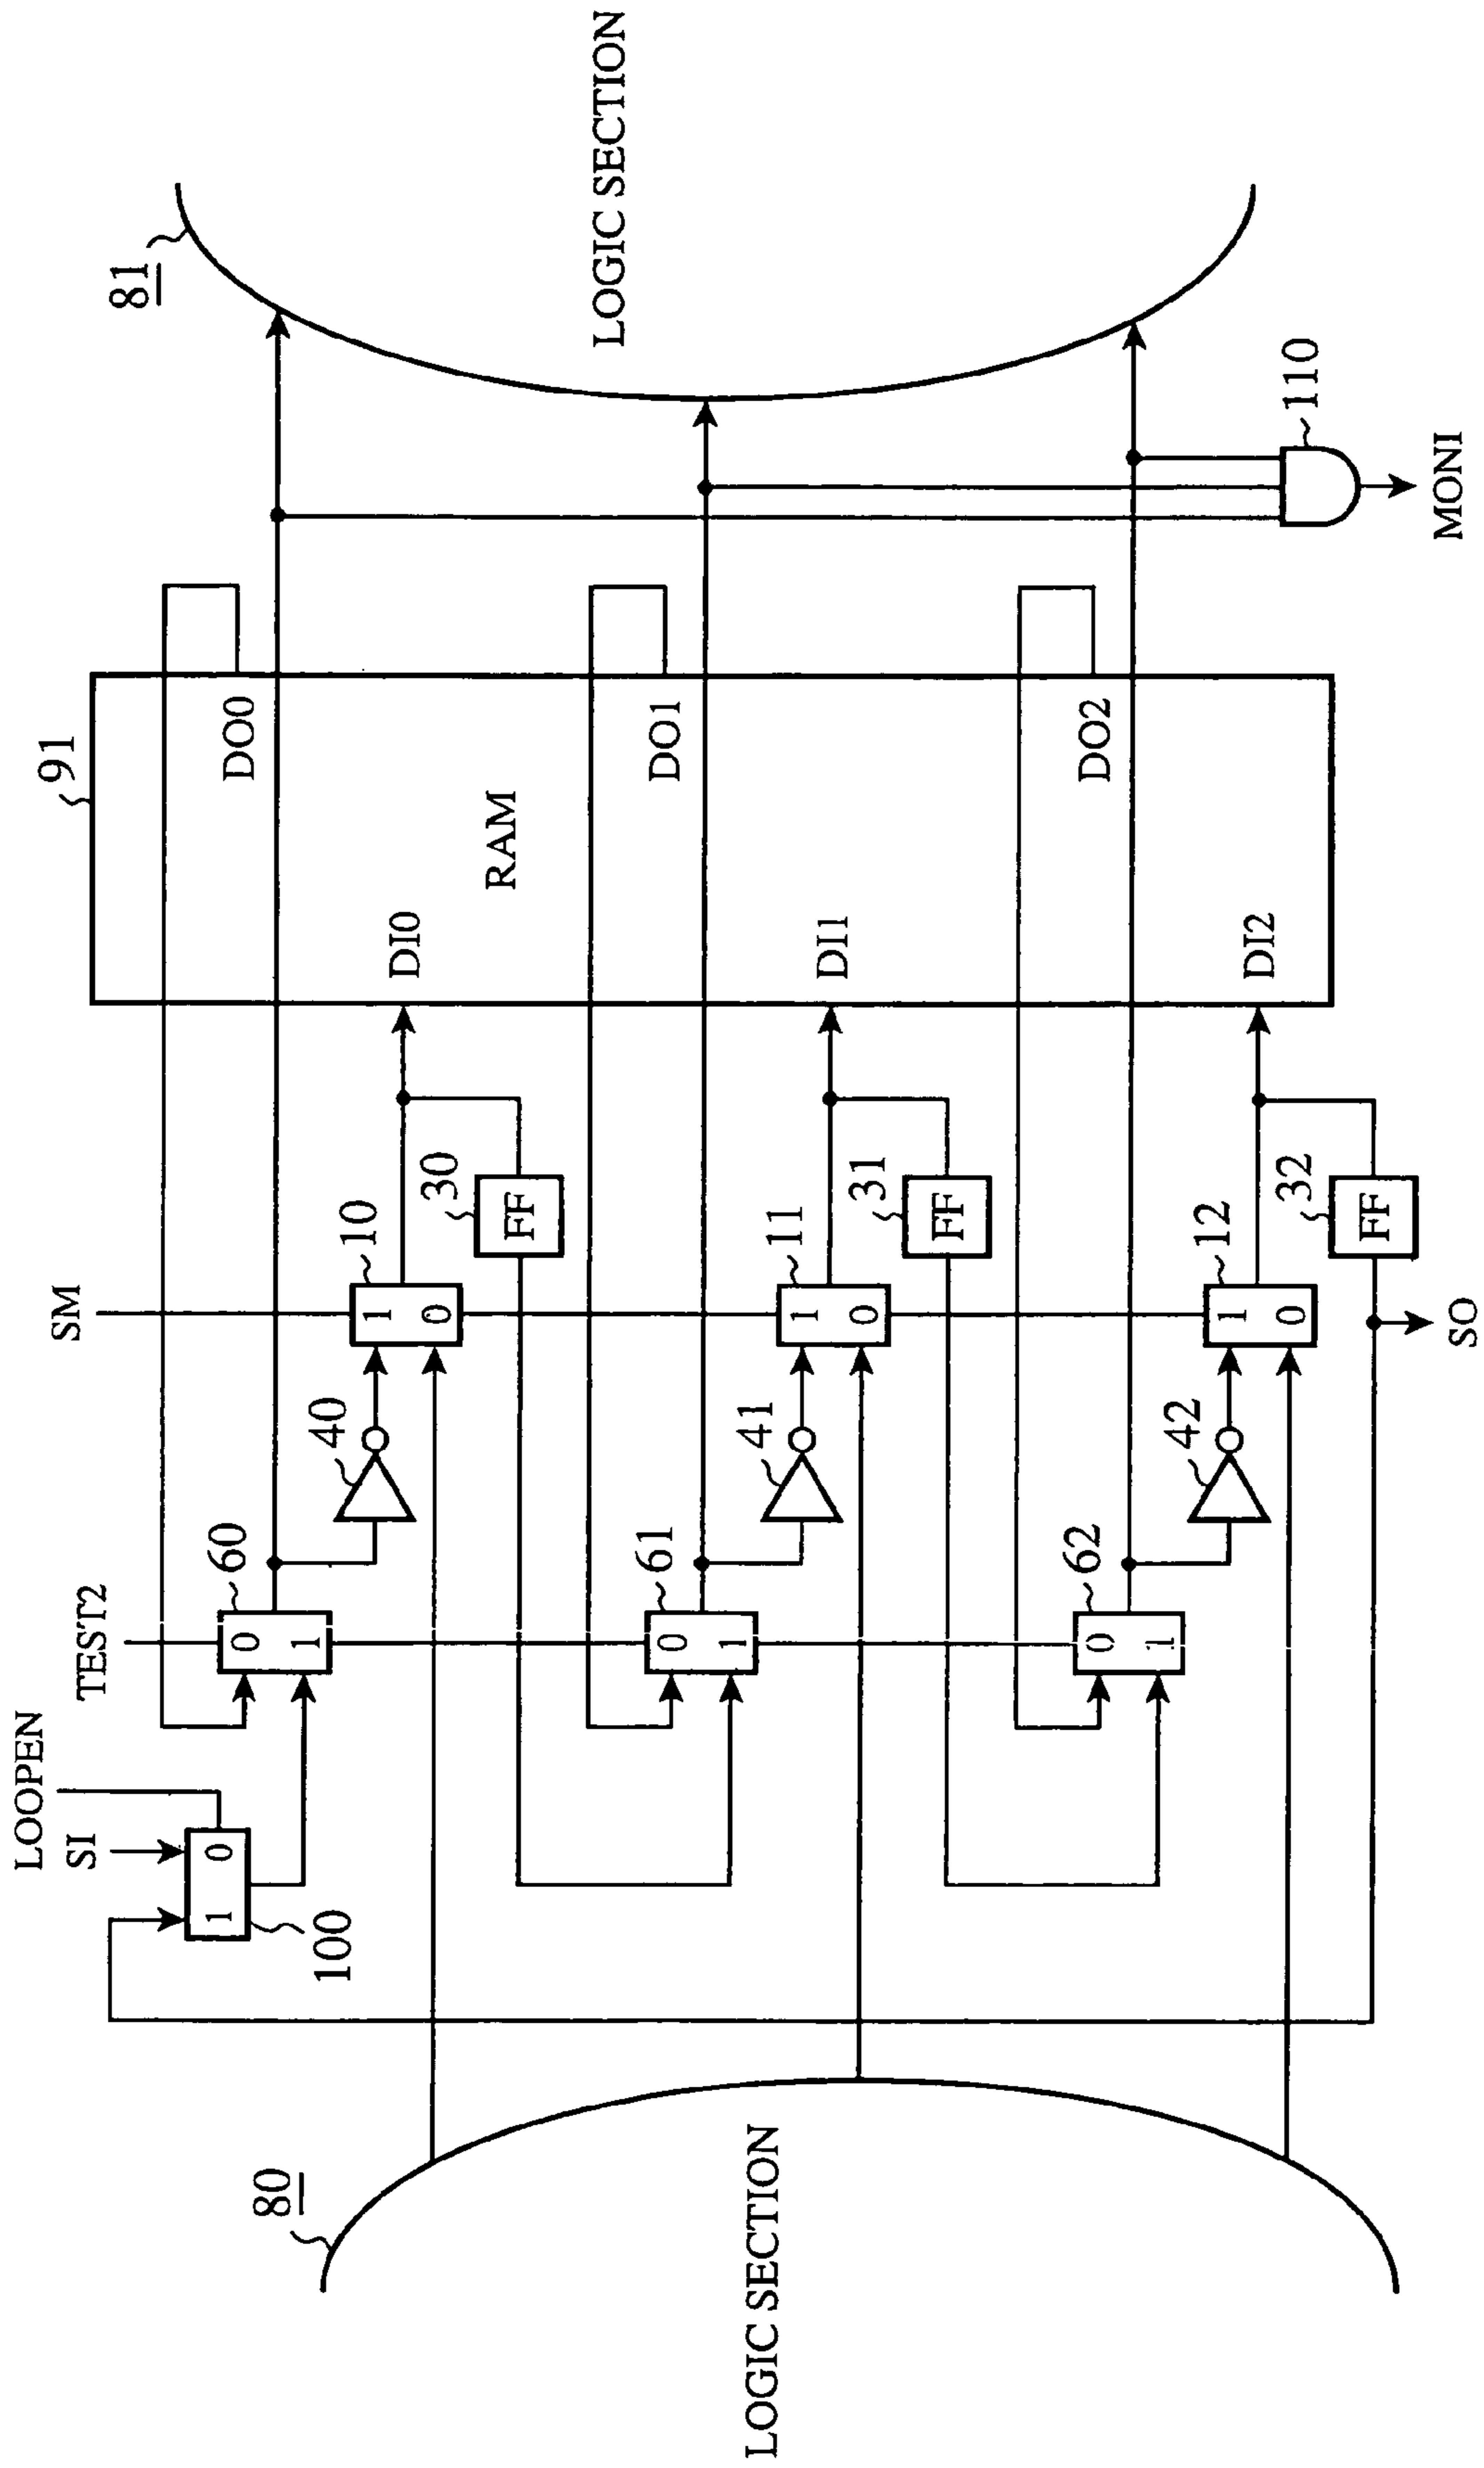 LOOPEN
SI
1 0
100
TEST2
60
0
1
40
SM
10
1
0
30
FF
61
0
1
41
11
1
0
31
FF
62
0
1
42
12
1
0
32
FF
SO
91
RAM
DI0
DI1
DI2
DO0
DO1
DO2
80
LOGIC SECTION
81
LOGIC SECTION
110
MONI